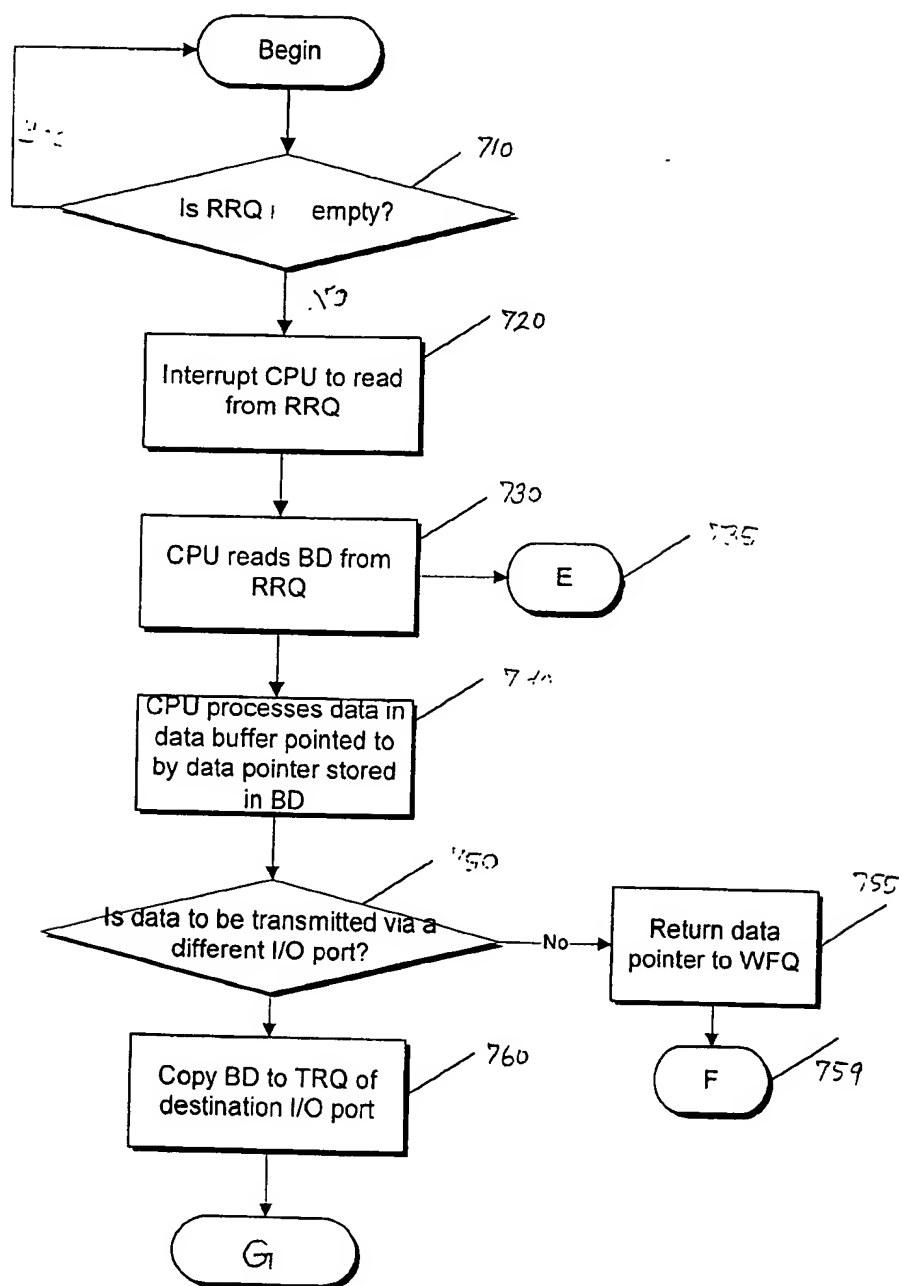 Begin
710
Is RRQ empty?
720
Interrupt CPU to read
from RRQ
730
CPU reads BD from
RRQ
E
735
CPU processes data in
data buffer pointed to
by data pointer stored
in BD
Is data to be transmitted via a
different I/O port?
No
755
Return data
pointer to WFQ
760
Copy BD to TRQ of
destination I/O port
F
759
G